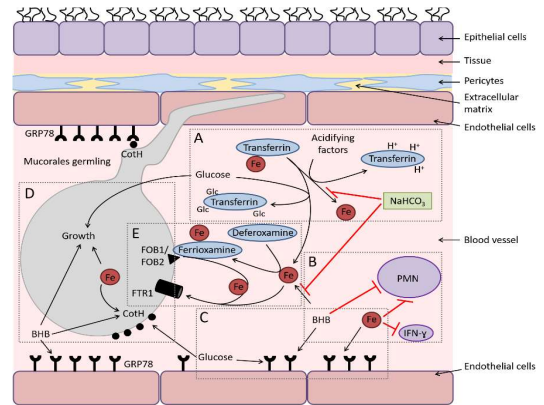 Epithelial cells
Tissue
Pericytes
Extracellular
matrix
Endothelial cells
GRP78
CotH
Mucorales germling
A
Transferrin
Fe
Acidifying
factors
H⁺
H⁺
Transferrin
H⁺
Glucose
Glc
Transferrin
Glc
Glc
Fe
NaHCO₃
D
Growth
Fe
CotH
BHB
E
FOB1/
FOB2
Fe
Ferrioxamine
Deferoxamine
Fe
Fe
Fe
FTR1
Blood vessel
B
PMN
BHB
Fe
IFN-γ
C
Glucose
GRP78
Endothelial cells